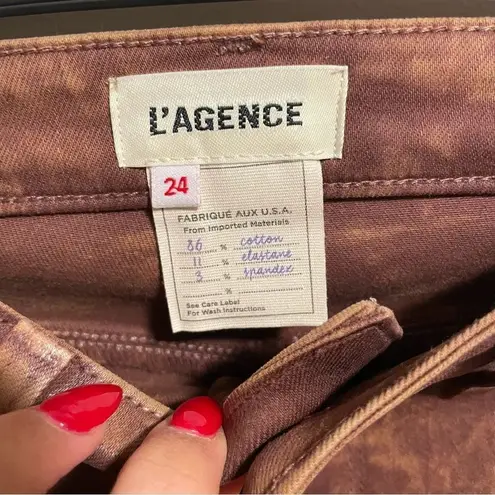 L'AGENCE
24
FABRIQUÉ AUX U.S.A.
From Imported Materials
86 % cotton
11 % elastane
3 % spandex
%
See Care Label
For Wash Instructions